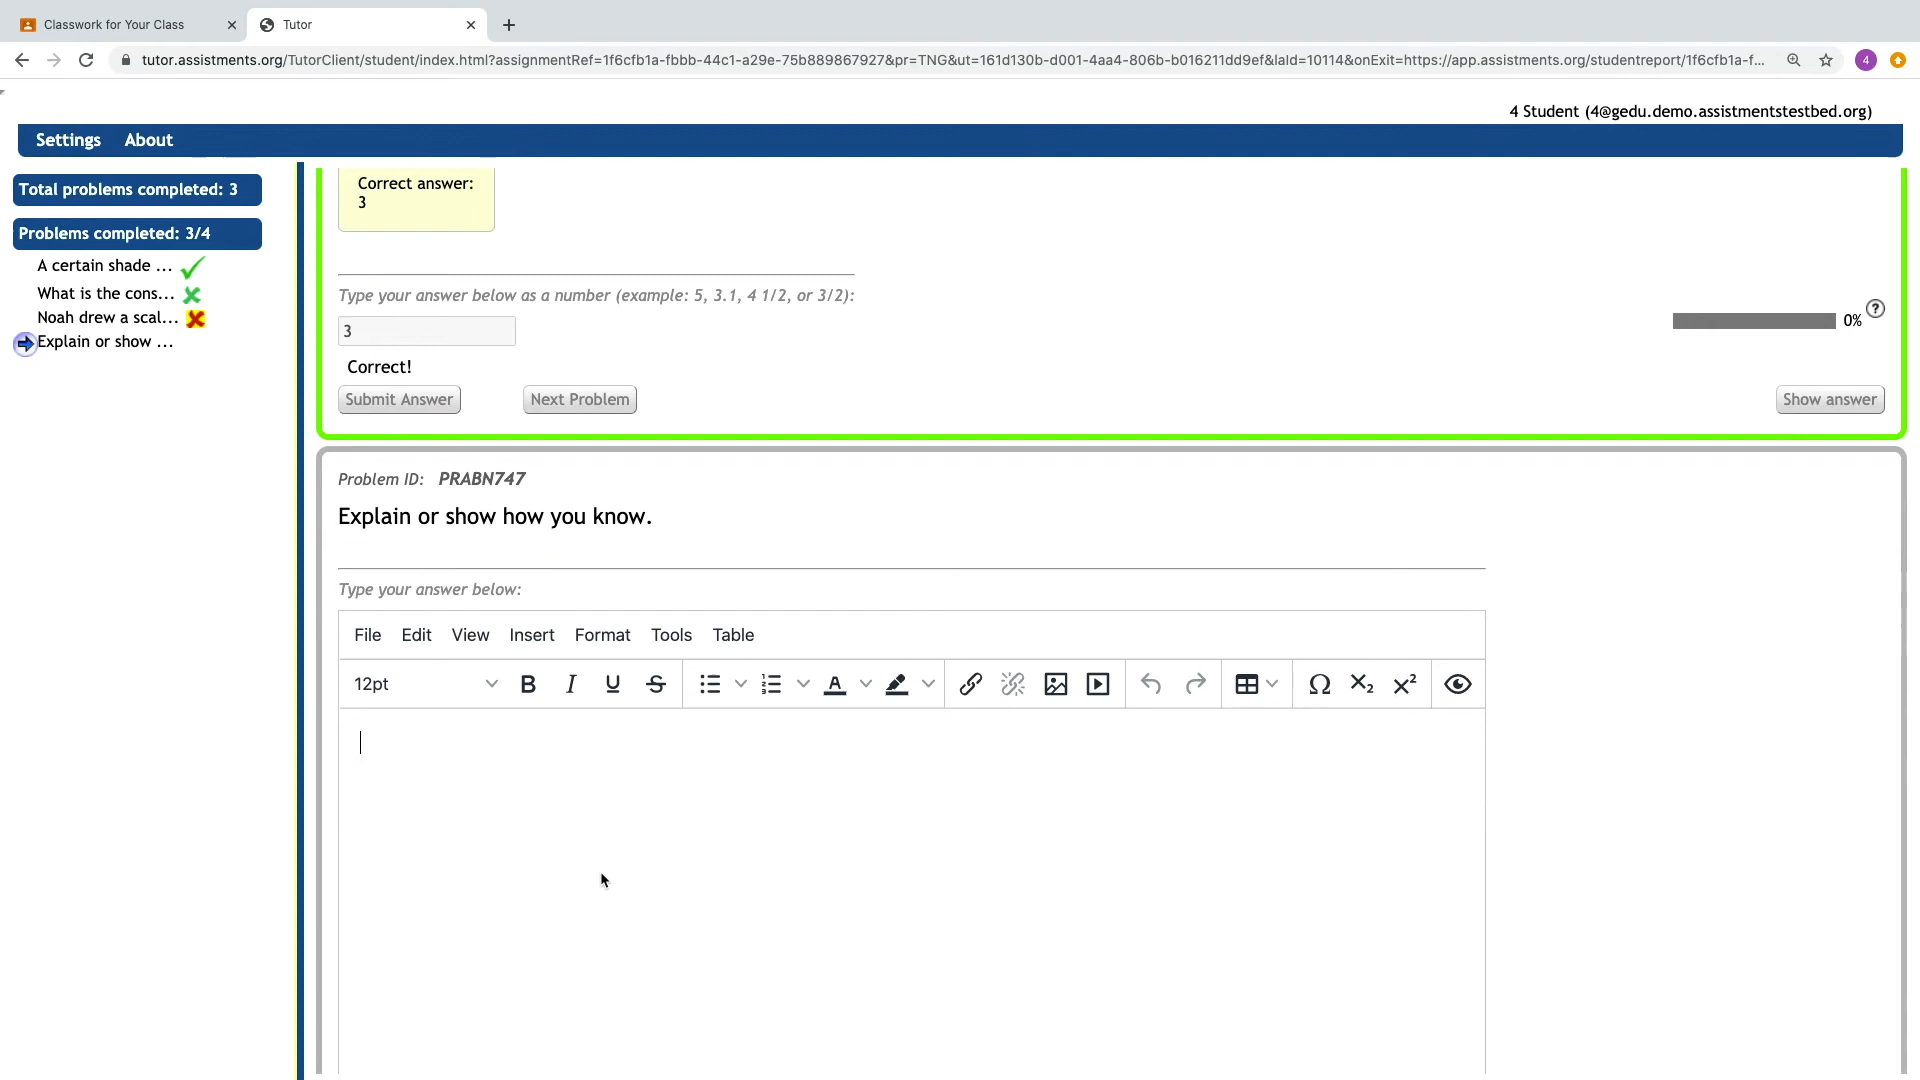 Classwork for Your Class
Tutor
tutor.assistments.org/TutorClient/student/index.html?assignmentRef=1f6cfb1a-fbbb-44c1-a29e-75b889867927&pr=TNG&ut=161d130b-d001-4aa4-806b-b016211dd9ef&laId=10114&onExit=https://app.assistments.org/studentreport/1f6cfb1a-f...
4
4 Student (4@gedu.demo.assistmentstestbed.org)
Settings About
Total problems completed: 3
Problems completed: 3/4
A certain shade ...
What is the cons...
Noah drew a scal...
Explain or show ...
Correct answer:
3
Type your answer below as a number (example: 5, 3.1, 4 1/2, or 3/2):
3
0%
?
Correct!
Submit Answer Next Problem Show answer
Problem ID: PRABN747
Explain or show how you know.
Type your answer below:
File Edit View Insert Format Tools Table
12pt B I U S A Ω X₂ X²